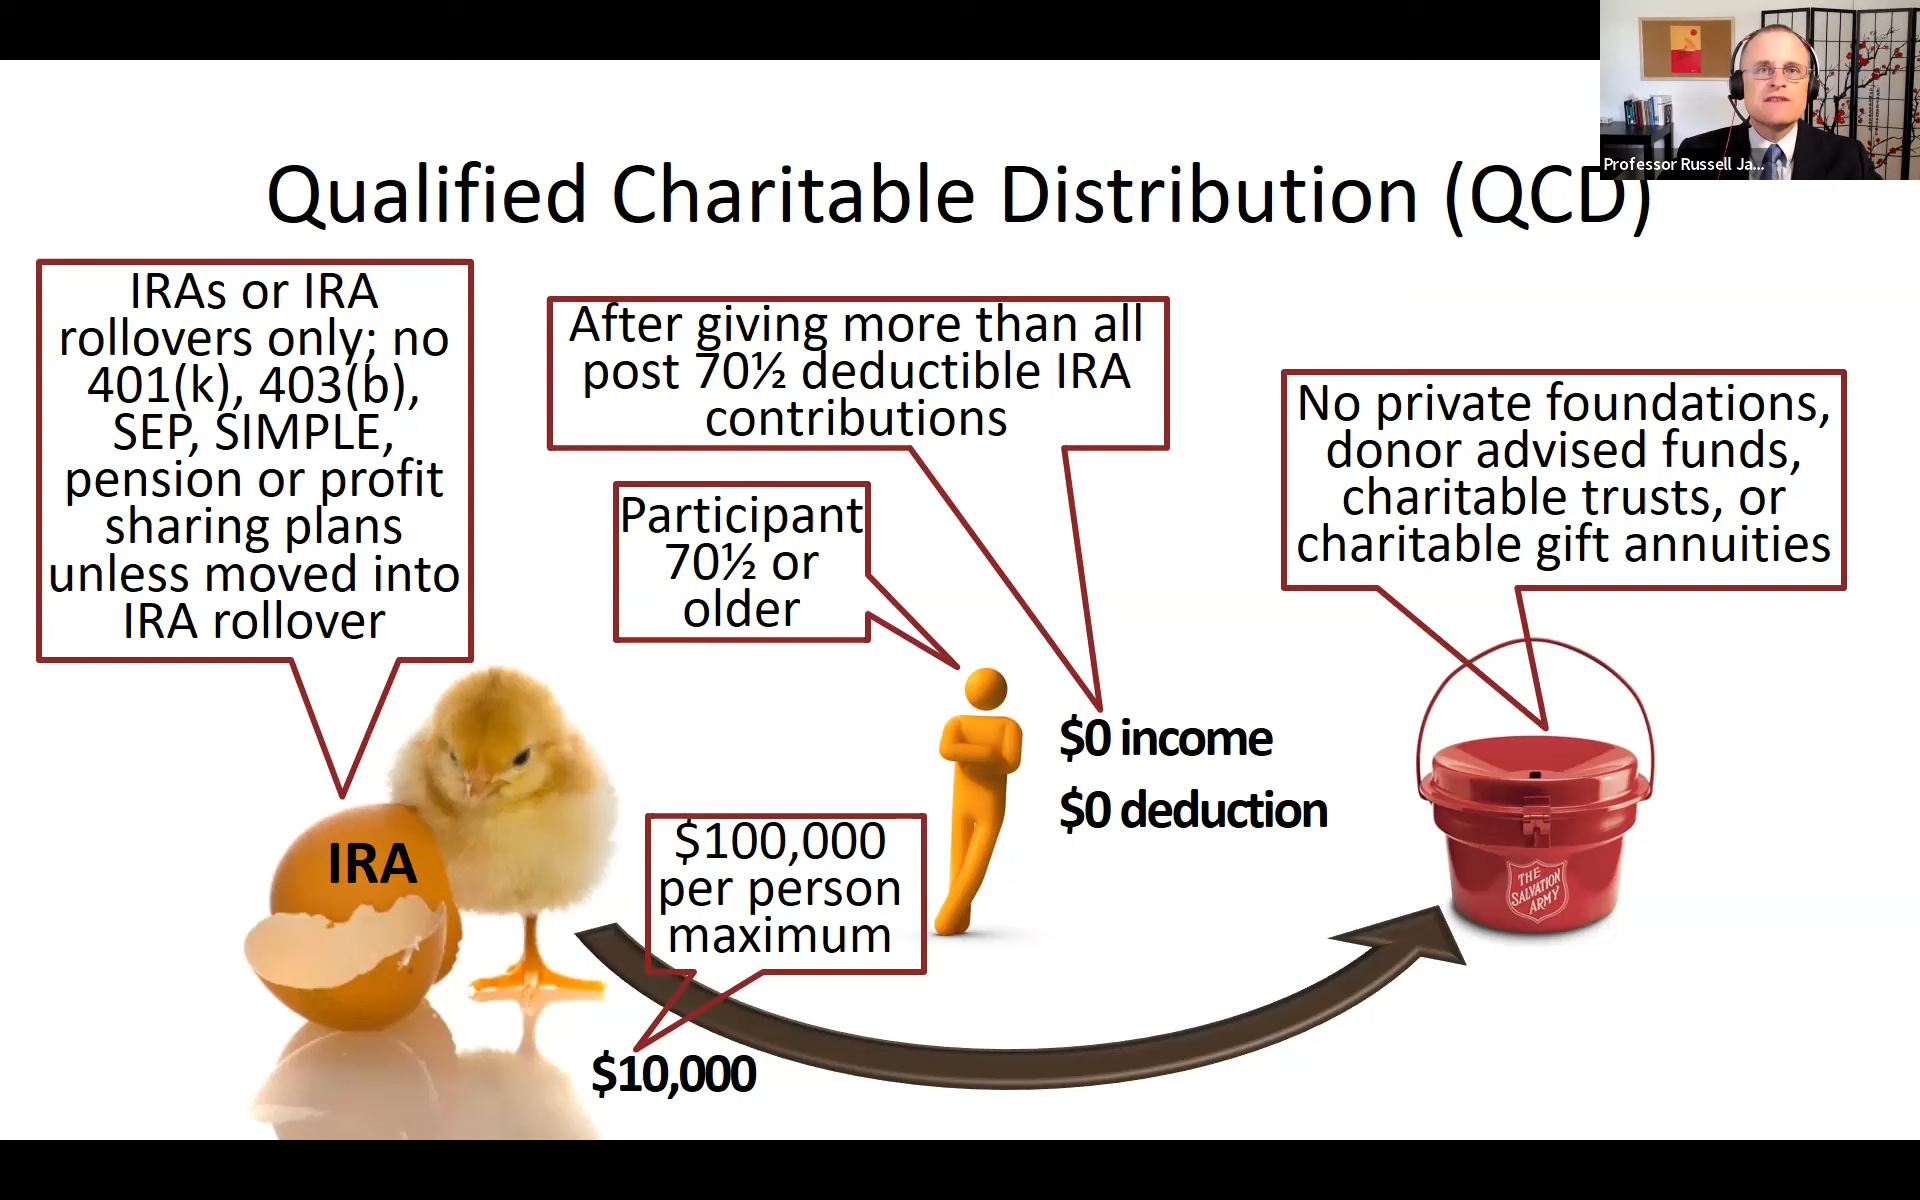 Professor Russell Ja...
Qualified Charitable Distribution (QCD)
IRAs or IRA
rollovers only; no
401(k), 403(b),
SEP, SIMPLE,
pension or profit
sharing plans
unless moved into
IRA rollover
After giving more than all
post 70½ deductible IRA
contributions
Participant
70½ or
older
No private foundations,
donor advised funds,
charitable trusts, or
charitable gift annuities
$0 income
$0 deduction
IRA
$100,000
per person
maximum
$10,000
THE
SALVATION
ARMY